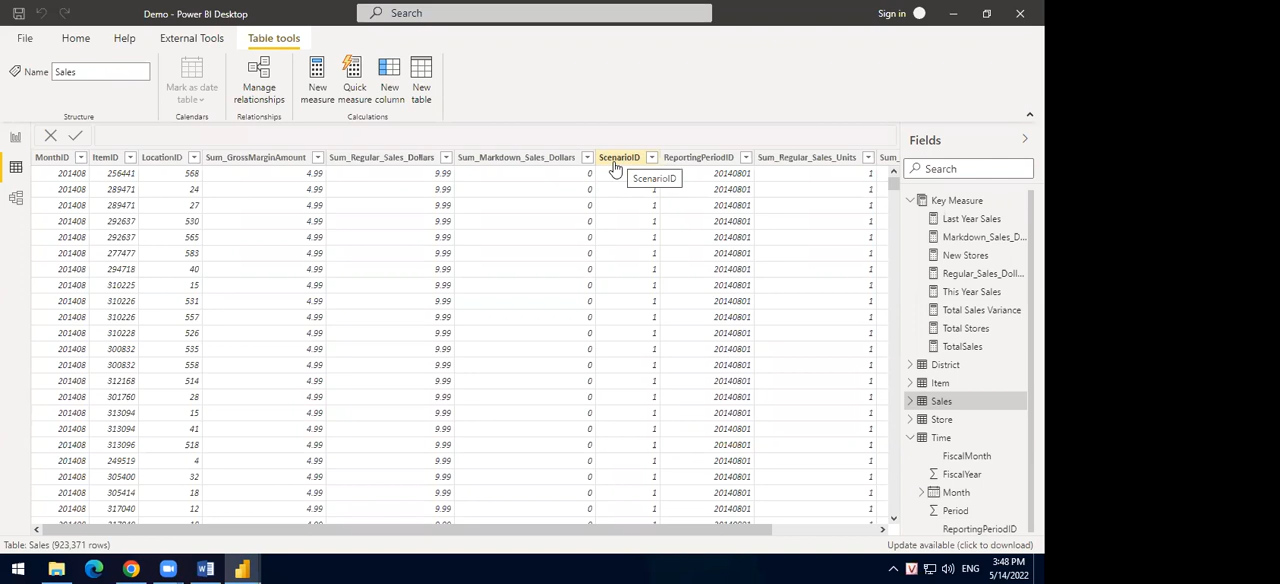 Demo - Power BI Desktop
Search
Sign in
File Home Help External Tools Table tools
Name Sales
Mark as date table
Manage relationships
New measure
Quick measure
New column
New table
Structure Calendars Relationships Calculations
MonthID ItemID LocationID Sum_GrossMarginAmount Sum_Regular_Sales_Dollars Sum_Markdown_Sales_Dollars ScenarioID ReportingPeriodID Sum_Regular_Sales_Units Sum_
201408 256441 568 4.99 9.99 0 20140801 1
ScenarioID
201408 289471 24 4.99 9.99 0 1 20140801 1
201408 289471 27 4.99 9.99 0 1 20140801 1
201408 292637 530 4.99 9.99 0 1 20140801 1
201408 292637 565 4.99 9.99 0 1 20140801 1
201408 277477 583 4.99 9.99 0 1 20140801 1
201408 294718 40 4.99 9.99 0 1 20140801 1
201408 310225 15 4.99 9.99 0 1 20140801 1
201408 310226 531 4.99 9.99 0 1 20140801 1
201408 310226 557 4.99 9.99 0 1 20140801 1
201408 310228 526 4.99 9.99 0 1 20140801 1
201408 300832 535 4.99 9.99 0 1 20140801 1
201408 300832 558 4.99 9.99 0 1 20140801 1
201408 312168 514 4.99 9.99 0 1 20140801 1
201408 301760 28 4.99 9.99 0 1 20140801 1
201408 313094 15 4.99 9.99 0 1 20140801 1
201408 313094 41 4.99 9.99 0 1 20140801 1
201408 313096 518 4.99 9.99 0 1 20140801 1
201408 249519 4 4.99 9.99 0 1 20140801 1
201408 305400 32 4.99 9.99 0 1 20140801 1
201408 305414 18 4.99 9.99 0 1 20140801 1
201408 317040 12 4.99 9.99 0 1 20140801 1
Fields
Search
Key Measure
Last Year Sales
Markdown_Sales_D...
New Stores
Regular_Sales_Doll...
This Year Sales
Total Sales Variance
Total Stores
TotalSales
District
Item
Sales
Store
Time
FiscalMonth
FiscalYear
Month
Period
ReportingPeriodID
Table: Sales (923,371 rows)
Update available (click to download)
ENG
3:48 PM
5/14/2022